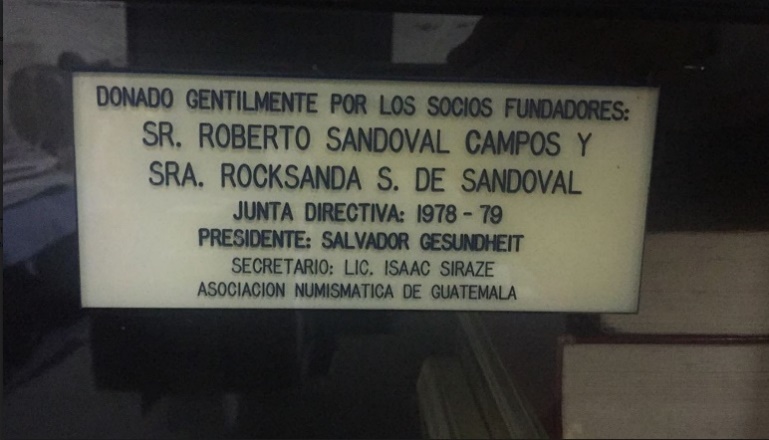 DONADO GENTILMENTE POR LOS SOCIOS FUNDADORES:
SR. ROBERTO SANDOVAL CAMPOS Y
SRA. ROCKSANDA S. DE SANDOVAL
JUNTA DIRECTIVA: 1978 - 79
PRESIDENTE: SALVADOR GESUNDHEIT
SECRETARIO: LIC. ISAAC SIRAZE
ASOCIACION NUMISMATICA DE GUATEMALA